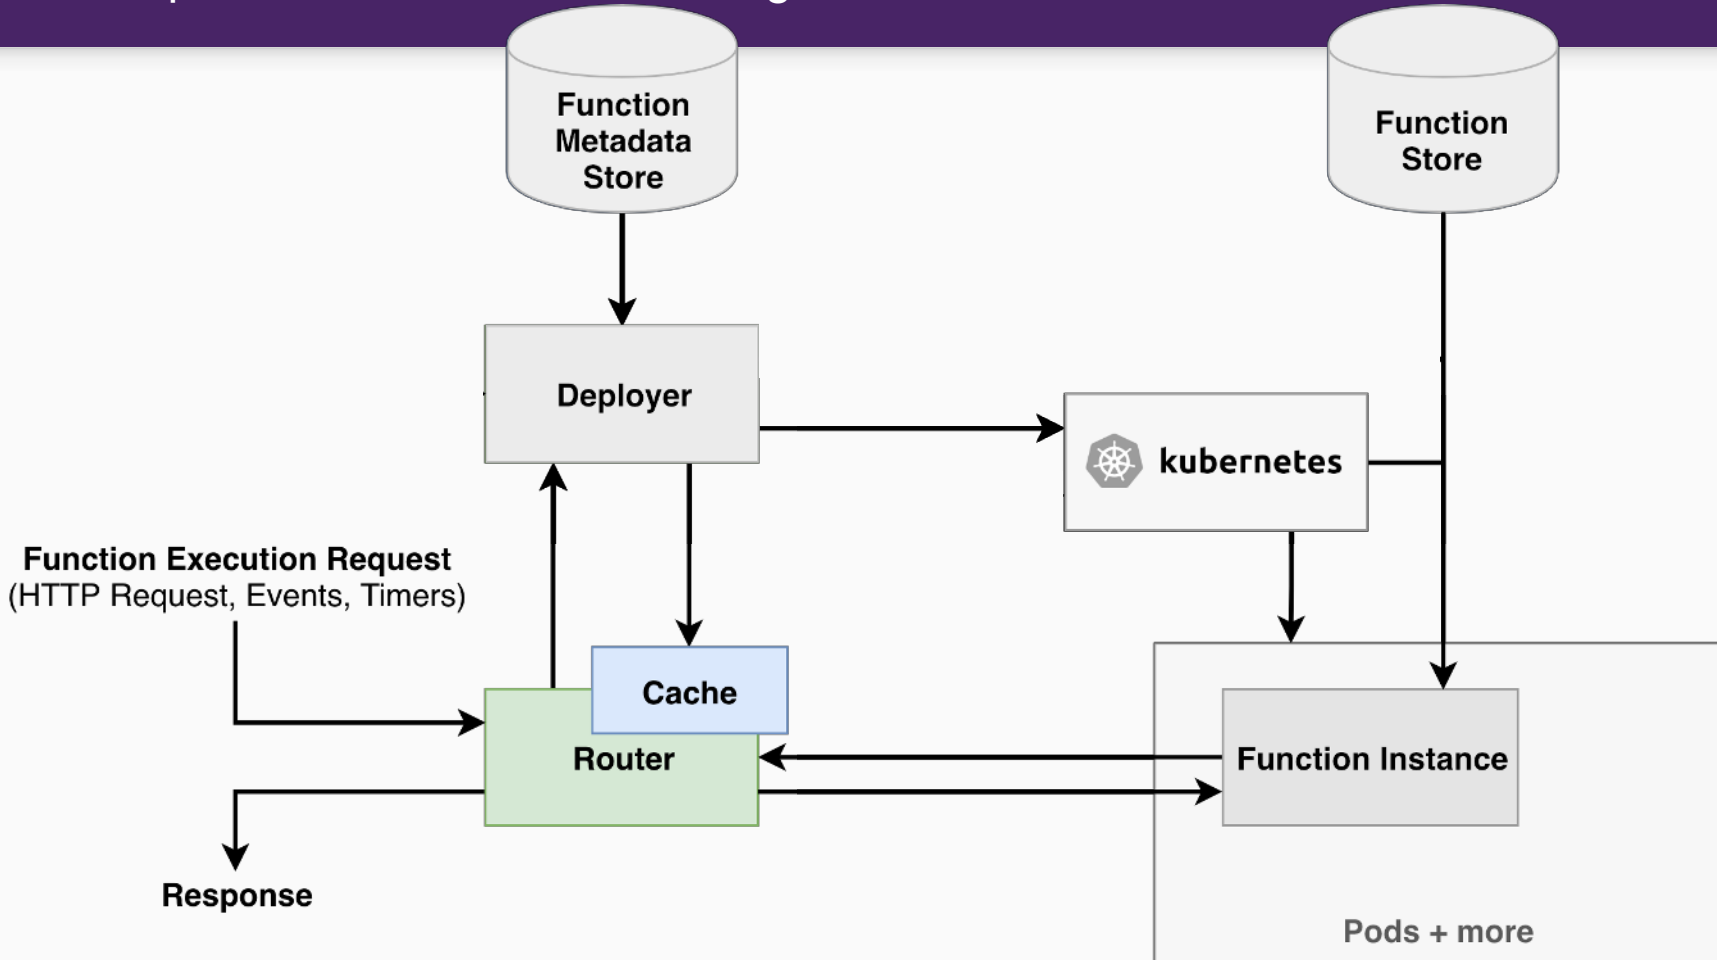 Function
Metadata
Store
Function
Store
Deployer
kubernetes
Function Execution Request
(HTTP Request, Events, Timers)
Cache
Router
Function Instance
Response
Pods + more